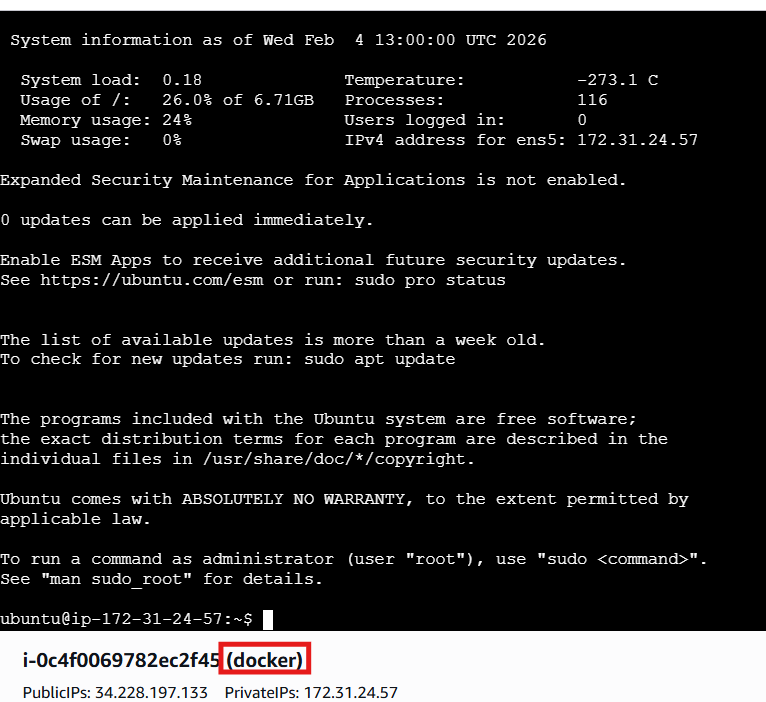 System information as of Wed Feb  4 13:00:00 UTC 2026
System load:  0.18               Temperature:           -273.1 C
Usage of /:   26.0% of 6.71GB   Processes:             116
Memory usage: 24%               Users logged in:       0
Swap usage:   0%                IPv4 address for ens5: 172.31.24.57
Expanded Security Maintenance for Applications is not enabled.
0 updates can be applied immediately.
Enable ESM Apps to receive additional future security updates.
See https://ubuntu.com/esm or run: sudo pro status
The list of available updates is more than a week old.
To check for new updates run: sudo apt update
The programs included with the Ubuntu system are free software;
the exact distribution terms for each program are described in the
individual files in /usr/share/doc/*/copyright.
Ubuntu comes with ABSOLUTELY NO WARRANTY, to the extent permitted by
applicable law.
To run a command as administrator (user "root"), use "sudo <command>".
See "man sudo_root" for details.
ubuntu@ip-172-31-24-57:~$
i-0c4f0069782ec2f45 (docker)
PublicIPs: 34.228.197.133   PrivateIPs: 172.31.24.57